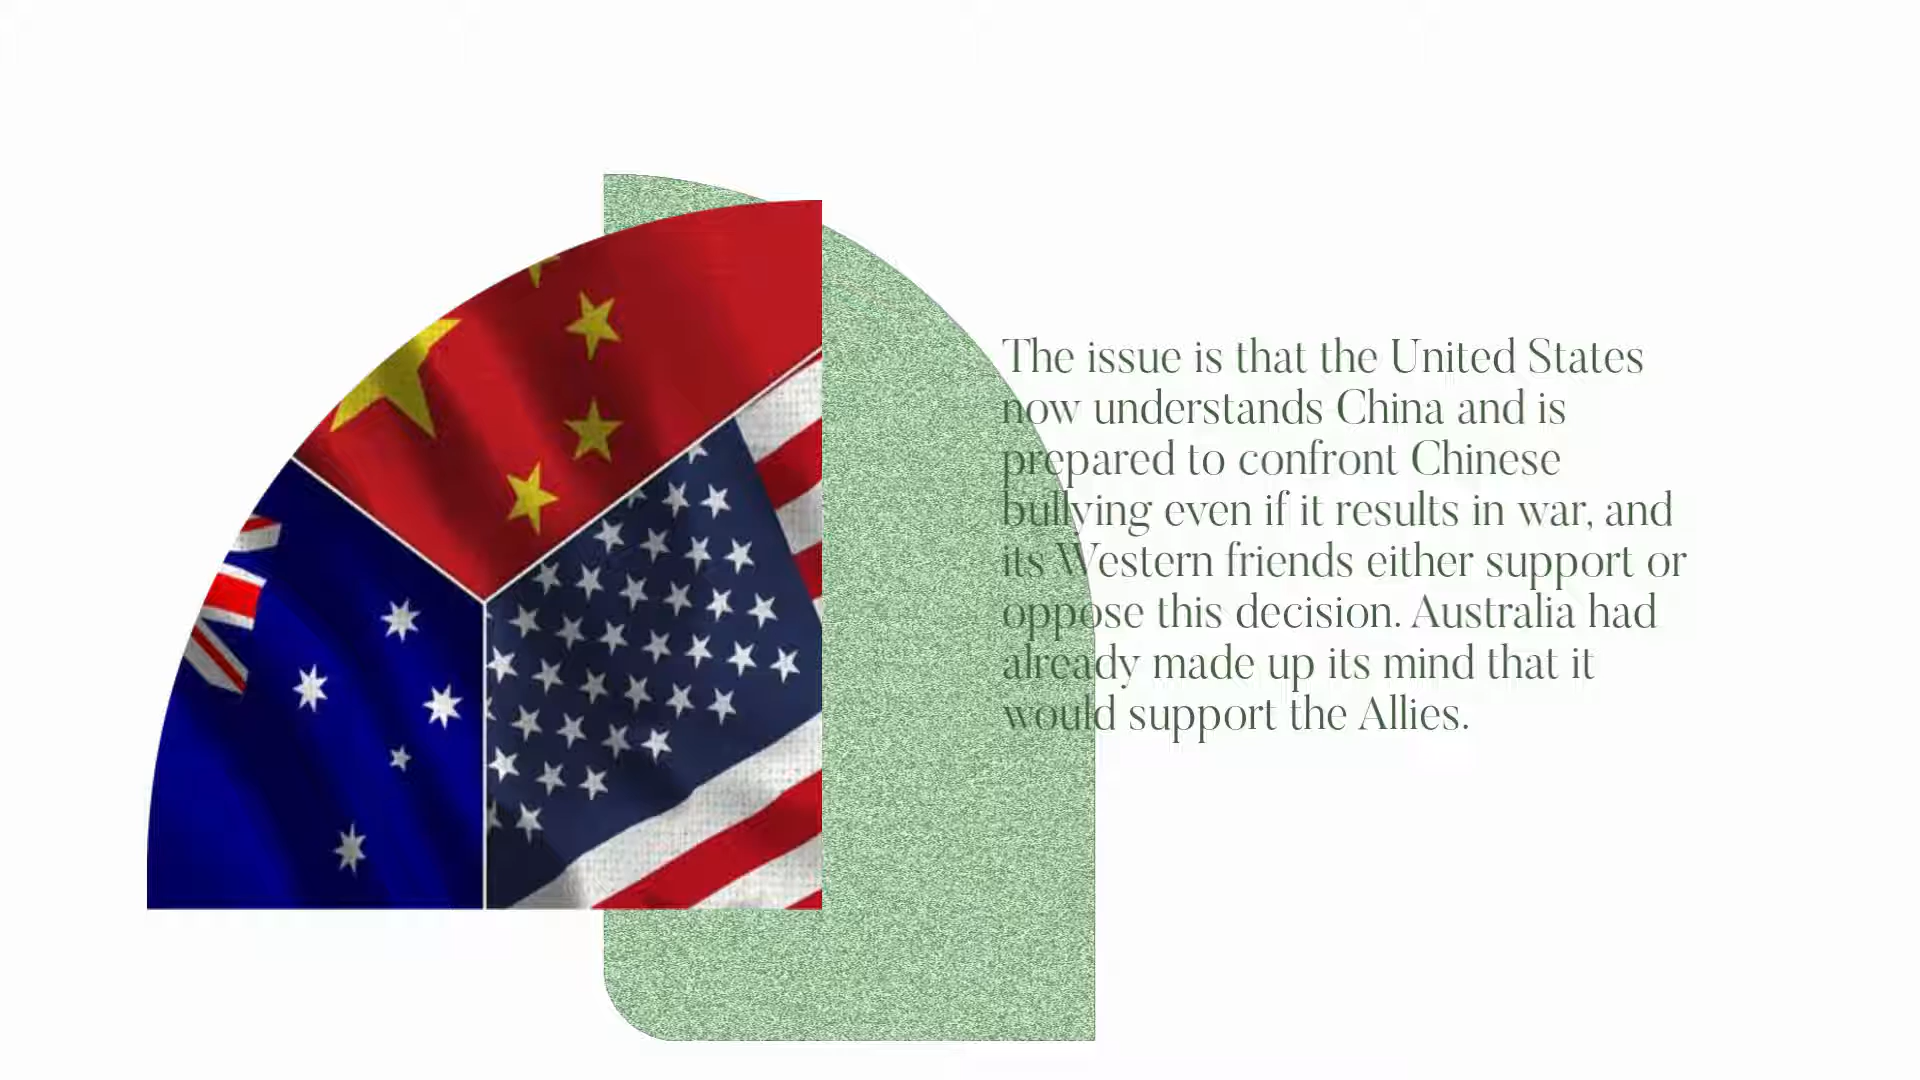 The issue is that the United States
now understands China and is
prepared to confront Chinese
bullying even if it results in war, and
its Western friends either support or
oppose this decision. Australia had
already made up its mind that it
would support the Allies.